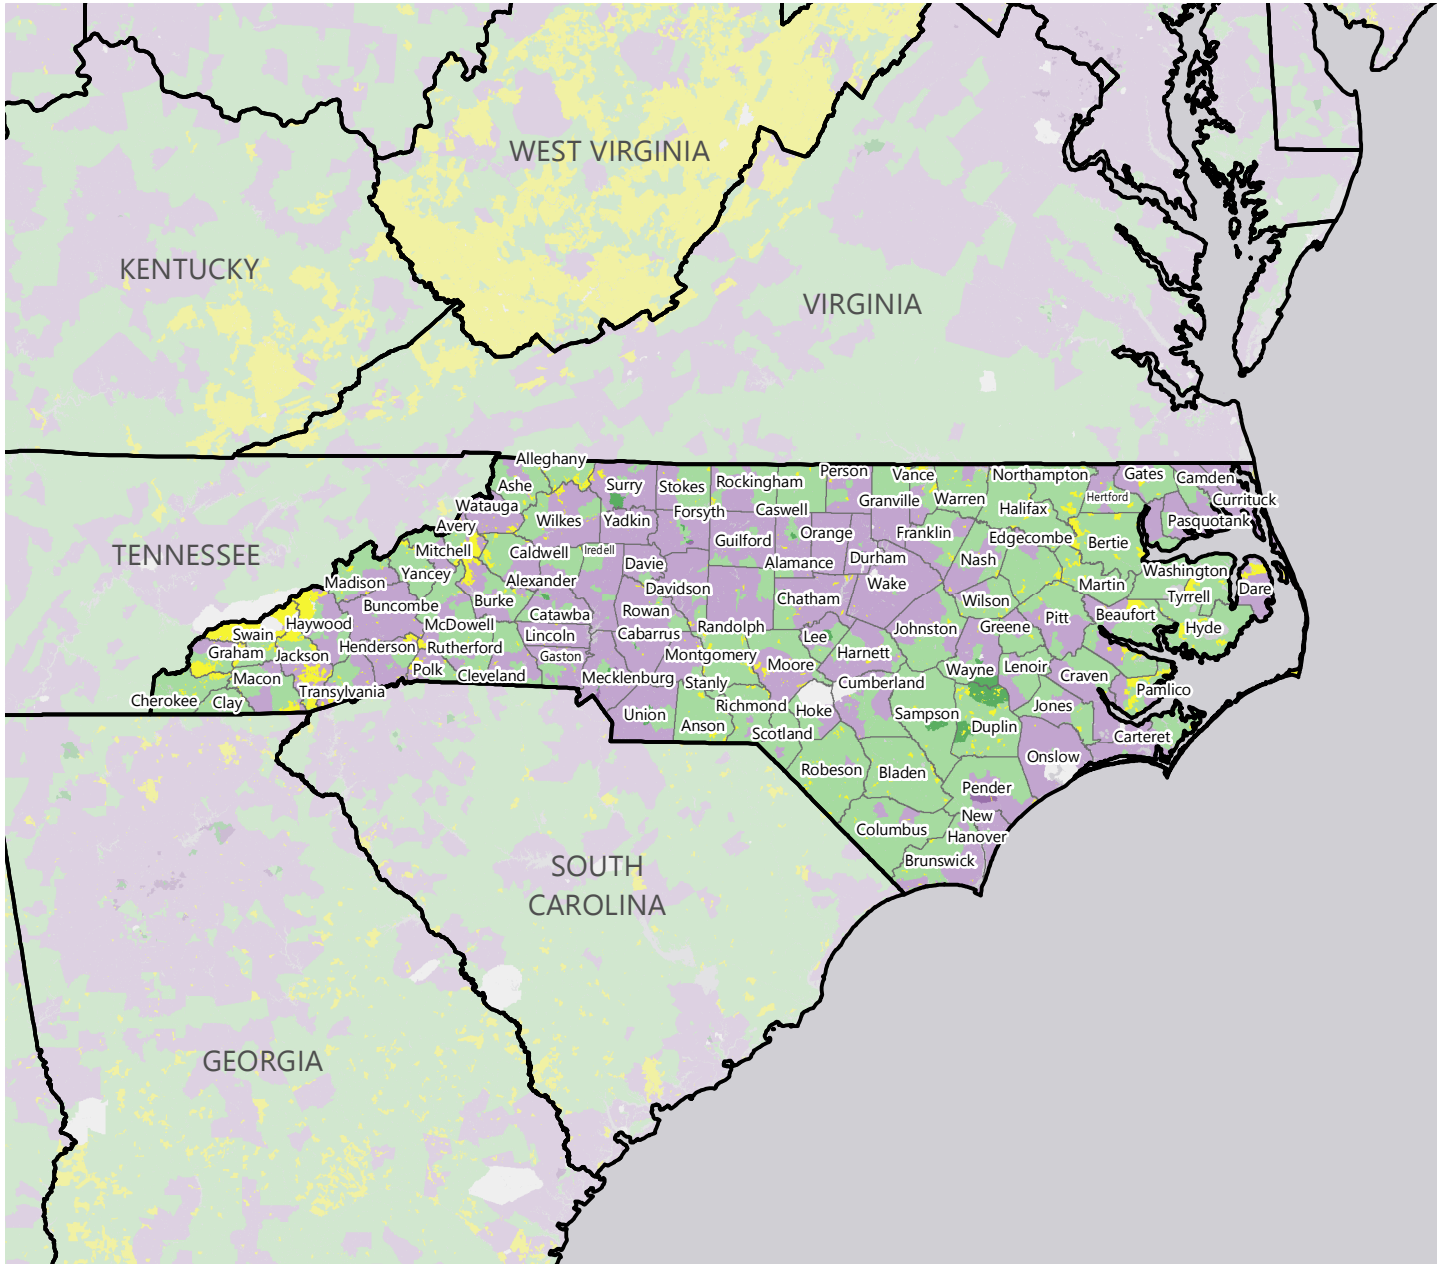 WEST VIRGINIA
KENTUCKY
VIRGINIA
TENNESSEE
Alleghany
Ashe
Surry
Stokes
Rockingham
Person
Vance
Northampton
Gates
Camden
Watauga
Wilkes
Yadkin
Forsyth
Caswell
Granville
Warren
Halifax
Hertford
Currituck
Pasquotank
Avery
Mitchell
Caldwell
Iredell
Davie
Guilford
Orange
Alamance
Durham
Franklin
Nash
Edgecombe
Bertie
Madison
Yancey
Alexander
Davidson
Chatham
Wake
Wilson
Martin
Washington
Tyrrell
Dare
Haywood
Buncombe
Burke
Catawba
Rowan
Swain
McDowell
Lincoln
Cabarrus
Randolph
Lee
Johnston
Greene
Pitt
Beaufort
Hyde
Graham
Jackson
Henderson
Rutherford
Gaston
Montgomery
Moore
Harnett
Wayne
Lenoir
Craven
Macon
Polk
Cleveland
Mecklenburg
Stanly
Cumberland
Cherokee
Clay
Transylvania
Union
Anson
Richmond
Hoke
Scotland
Sampson
Duplin
Jones
Pamlico
Carteret
Onslow
Robeson
Bladen
Pender
Columbus
New
Hanover
Brunswick
SOUTH
CAROLINA
GEORGIA